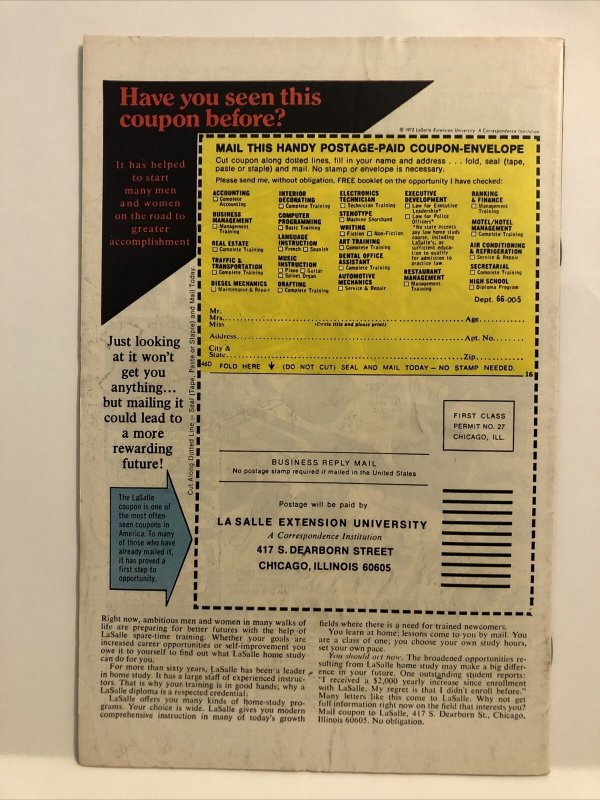 Have you seen this
coupon before?
© 1972 LaSalle Extension University, A Correspondence Institution
It has helped
to start
many men
and women
on the road to
greater
accomplishment
MAIL THIS HANDY POSTAGE-PAID COUPON-ENVELOPE
Cut coupon along dotted lines, fill in your name and address . . . fold, seal (tape,
paste or staple) and mail. No stamp or envelope is necessary.
Please send me, without obligation, FREE booklet on the opportunity I have checked:
ACCOUNTING
☐ Complete
Accounting
BUSINESS
MANAGEMENT
☐ Management
Training
REAL ESTATE
☐ Complete Training
TRAFFIC &
TRANSPORTATION
☐ Complete Training
DIESEL MECHANICS
☐ Maintenance & Repair
INTERIOR
DECORATING
☐ Complete Training
COMPUTER
PROGRAMMING
☐ Basic Training
LANGUAGE
INSTRUCTION
☐ French ☐ Spanish
MUSIC
INSTRUCTION
☐ Piano ☐ Guitar
☐ Spinet Organ
DRAFTING
☐ Complete Training
ELECTRONICS
TECHNICIAN
☐ Technician Training
STENOTYPE
☐ Machine Shorthand
WRITING
☐ Fiction ☐ Non-Fiction
ART TRAINING
☐ Complete Training
DENTAL OFFICE
ASSISTANT
☐ Complete Training
AUTOMOTIVE
MECHANICS
☐ Service & Repair
EXECUTIVE
DEVELOPMENT
☐ Law for Executive
Leadership*
☐ Law for Police
Officers*
*No state accepts
any law home study
course, including
LaSalle's, as
sufficient educa-
tion to qualify
for admission to
practice law.
RESTAURANT
MANAGEMENT
☐ Management
Training
BANKING
& FINANCE
☐ Management
Training
MOTEL/HOTEL
MANAGEMENT
☐ Complete Training
AIR CONDITIONING
& REFRIGERATION
☐ Service & Repair
SECRETARIAL
☐ Complete Training
HIGH SCHOOL
☐ Diploma Program
Dept. 66-005
Mr.
Mrs.
Miss
(Circle title and please print)
Age
Address
Apt. No.
City &
State
Zip
46D FOLD HERE (DO NOT CUT) SEAL AND MAIL TODAY — NO STAMP NEEDED.
16
Cut Along Dotted Line — Seal (Tape, Paste or Staple) and Mail Today.
Just looking
at it won't
get you
anything...
but mailing it
could lead to
a more
rewarding
future!
The LaSalle
coupon is one of
the most often-
seen coupons in
America. To many
of those who have
already mailed it,
it has proved a
first step to
opportunity.
FIRST CLASS
PERMIT NO. 27
CHICAGO, ILL.
BUSINESS REPLY MAIL
No postage stamp required if mailed in the United States
Postage will be paid by
LA SALLE EXTENSION UNIVERSITY
A Correspondence Institution
417 S. DEARBORN STREET
CHICAGO, ILLINOIS 60605
Right now, ambitious men and women in many walks of
life are preparing for better futures with the help of
LaSalle spare-time training. Whether your goals are
increased career opportunities or self-improvement you
owe it to yourself to find out what LaSalle home study
can do for you.
For more than sixty years, LaSalle has been a leader
in home study. It has a large staff of experienced instruc-
tors. That is why your training is in good hands; why a
LaSalle diploma is a respected credential.
LaSalle offers you many kinds of home-study pro-
grams. Your choice is wide. LaSalle gives you modern
comprehensive instruction in many of today's growth
fields where there is a need for trained newcomers.
You learn at home; lessons come to you by mail. You
are a class of one; you choose your own study hours,
set your own pace.
You should act now. The broadened opportunities re-
sulting from LaSalle home study may make a big differ-
ence in your future. One outstanding student reports:
"I received a $2,000 yearly increase since enrollment
with LaSalle. My regret is that I didn't enroll before."
Many letters like this come to LaSalle. Why not get
full information right now on the field that interests you?
Mail coupon to LaSalle, 417 S. Dearborn St., Chicago,
Illinois 60605. No obligation.